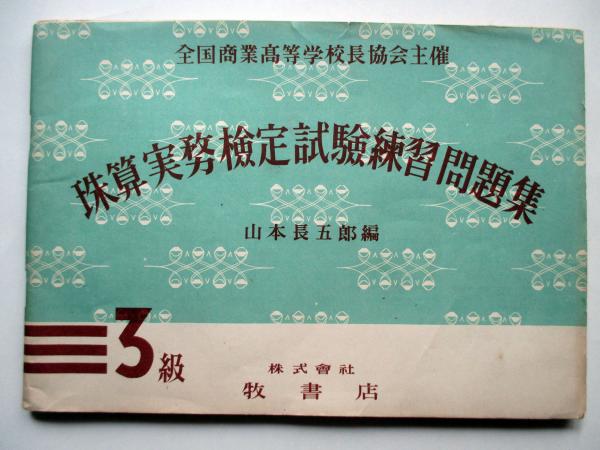 全国商業高等学校長協会主催
珠算実務檢定試驗練習問題集
山本長五郎編
3級
株式會社
牧書店